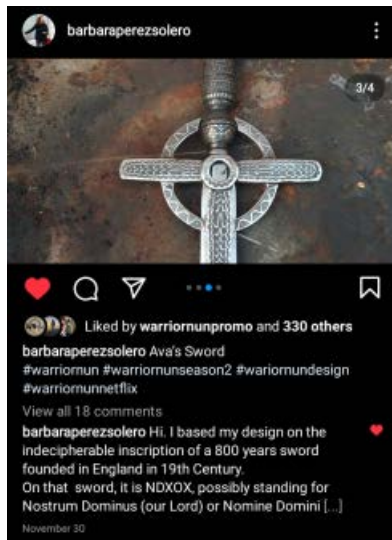 barbaraperezsolero
3/4
Liked by warriornunpromo and 330 others
barbaraperezsolero Ava's Sword
#warriornun #warriornunseason2 #wariornundesign
#warriornunnetflix
View all 18 comments
barbaraperezsolero Hi. I based my design on the
indecipherable inscription of a 800 years sword
founded in England in 19th Century.
On that sword, it is NDXOX, possibly standing for
Nostrum Dominus (our Lord) or Nomine Domini [...]
November 30